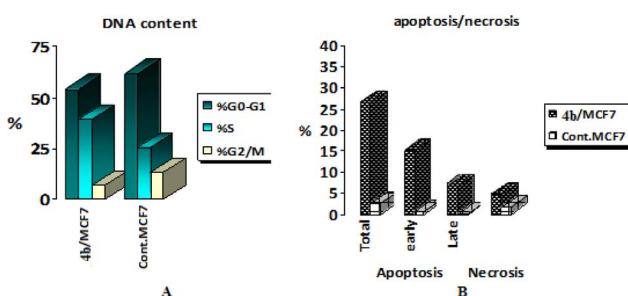 DNA content
75
50
25
0
%
4b/MCF7
Cont.MCF7
%G0-G1
%S
%G2/M
A
apoptosis/necrosis
40
35
30
25
20
15
10
5
0
%
Total
early
Late
Apoptosis
Necrosis
4b/MCF7
Cont.MCF7
B